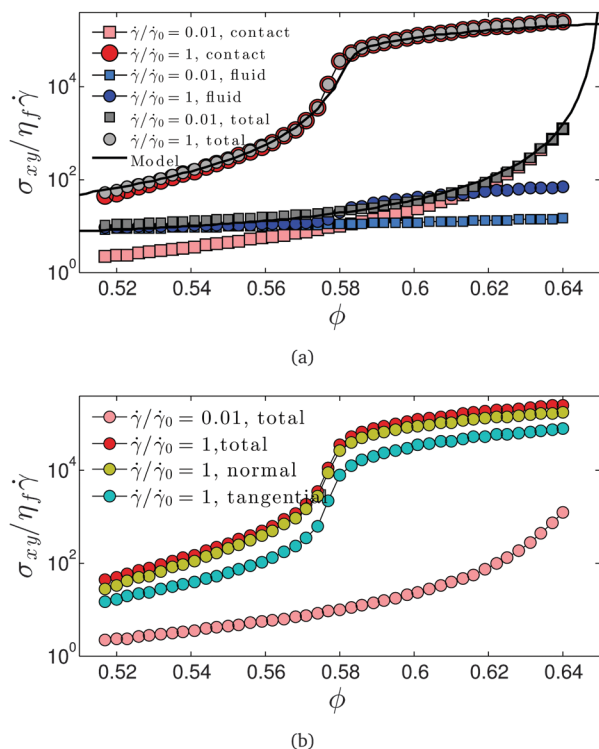 σ_xy/η_f γ̇
10^4
10^2
10^0
γ̇/γ̇_0 = 0.01, contact
γ̇/γ̇_0 = 1, contact
γ̇/γ̇_0 = 0.01, fluid
γ̇/γ̇_0 = 1, fluid
γ̇/γ̇_0 = 0.01, total
γ̇/γ̇_0 = 1, total
Model
0.52 0.54 0.56 0.58 0.6 0.62 0.64
ϕ
(a)
σ_xy/η_f γ̇
10^4
10^2
10^0
γ̇/γ̇_0 = 0.01, total
γ̇/γ̇_0 = 1,total
γ̇/γ̇_0 = 1, normal
γ̇/γ̇_0 = 1, tangential
0.52 0.54 0.56 0.58 0.6 0.62 0.64
ϕ
(b)